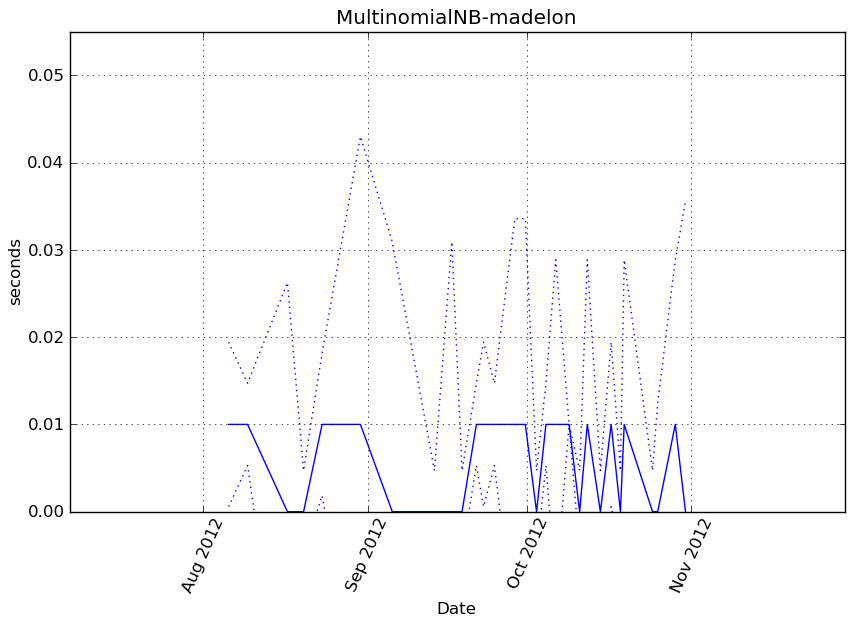 MultinomialNB-madelon
0.05
0.04
0.03
0.02
0.01
0.00
seconds
Aug 2012
Sep 2012
Oct 2012
Nov 2012
Date